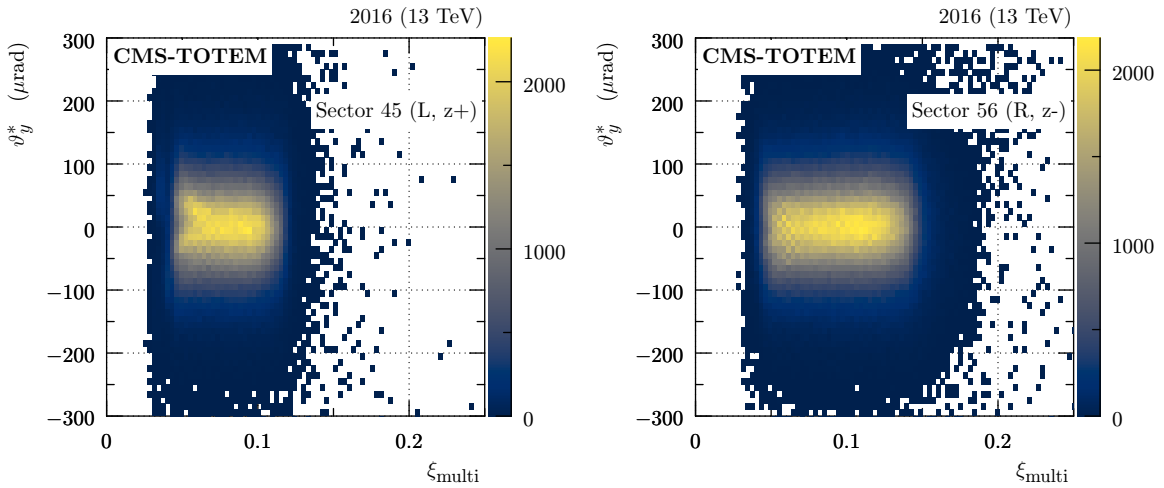 2016 (13 TeV)
CMS-TOTEM
Sector 45 (L, z+)
ϑ*y (μrad)
300
200
100
0
−100
−200
−300
0
0.1
0.2
ξmulti
2000
1000
0
2016 (13 TeV)
CMS-TOTEM
Sector 56 (R, z-)
ϑ*y (μrad)
300
200
100
0
−100
−200
−300
0
0.1
0.2
ξmulti
2000
1000
0